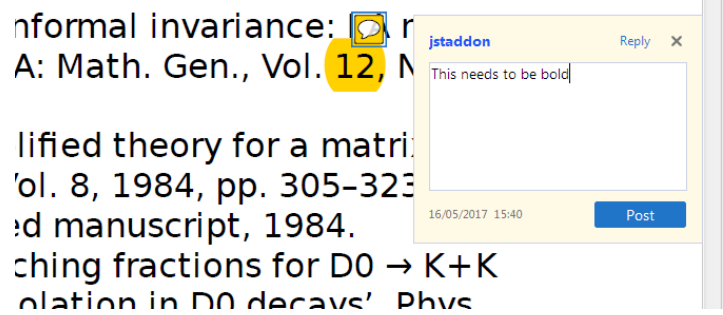 nformal invariance:
A: Math. Gen., Vol. 12, N
lified theory for a matri
Vol. 8, 1984, pp. 305–323
ed manuscript, 1984.
ching fractions for D0 → K+K
olation in D0 decays’, Phys
jstaddon
Reply ×
This needs to be bold
16/05/2017 15:40
Post